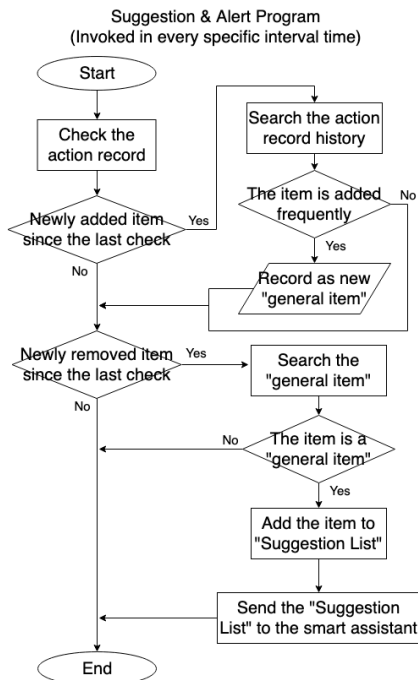 Suggestion & Alert Program
(Invoked in every specific interval time)
Start
Check the
action record
Newly added item
since the last check
Yes
No
Search the action
record history
The item is added
frequently
No
Yes
Record as new
"general item"
Newly removed item
since the last check
Yes
No
Search the
"general item"
The item is a
"general item"
No
Yes
Add the item to
"Suggestion List"
Send the "Suggestion
List" to the smart assistant
End